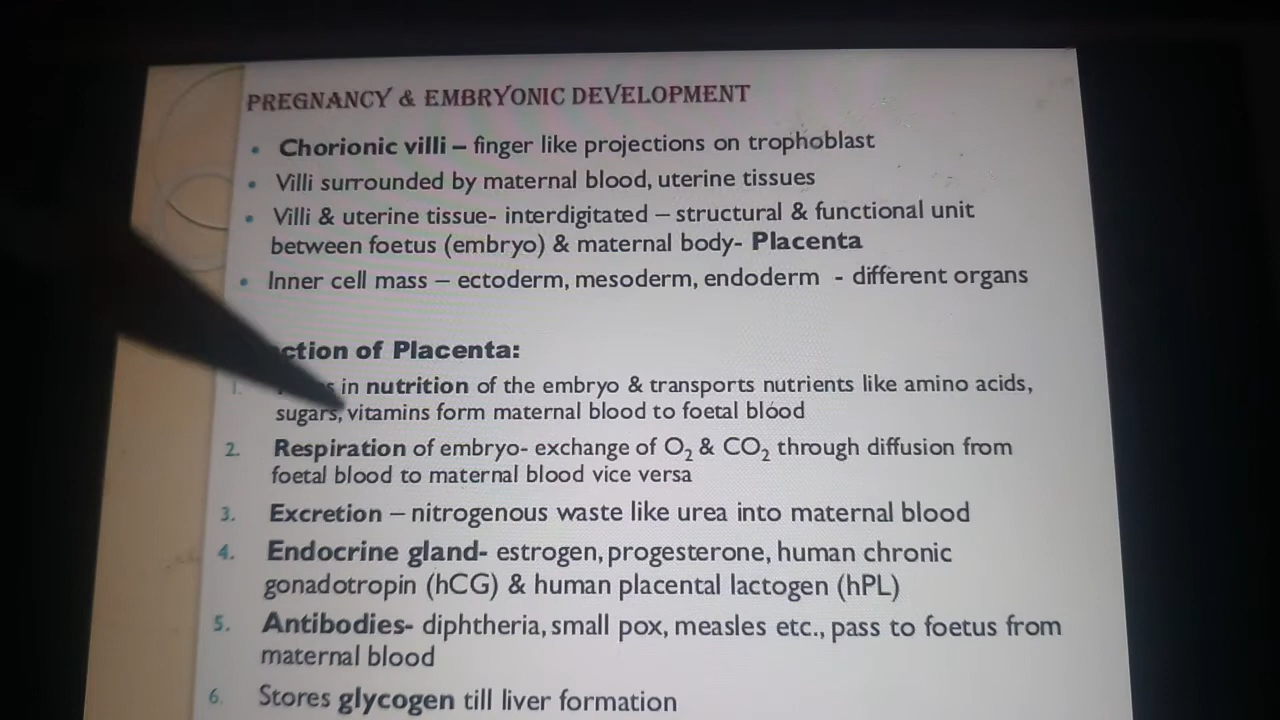 PREGNANCY & EMBRYONIC DEVELOPMENT
• Chorionic villi – finger like projections on trophoblast
• Villi surrounded by maternal blood, uterine tissues
• Villi & uterine tissue- interdigitated – structural & functional unit
between foetus (embryo) & maternal body- Placenta
• Inner cell mass – ectoderm, mesoderm, endoderm - different organs
ction of Placenta:
1. in nutrition of the embryo & transports nutrients like amino acids,
sugars, vitamins form maternal blood to foetal blood
2. Respiration of embryo- exchange of O₂ & CO₂ through diffusion from
foetal blood to maternal blood vice versa
3. Excretion – nitrogenous waste like urea into maternal blood
4. Endocrine gland- estrogen, progesterone, human chronic
gonadotropin (hCG) & human placental lactogen (hPL)
5. Antibodies- diphtheria, small pox, measles etc., pass to foetus from
maternal blood
6. Stores glycogen till liver formation